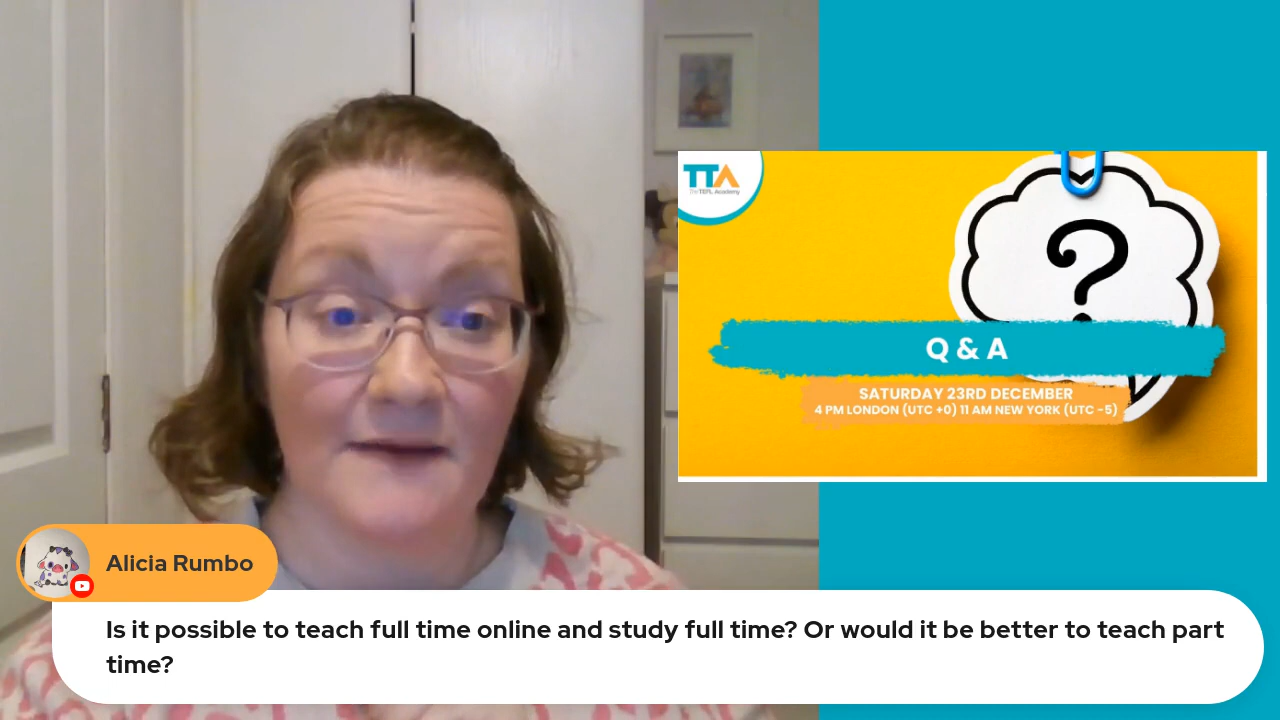 TTA
The TEFL Academy
Q & A
SATURDAY 23RD DECEMBER
4 PM LONDON (UTC +0) 11 AM NEW YORK (UTC -5)
Alicia Rumbo
Is it possible to teach full time online and study full time? Or would it be better to teach part
time?